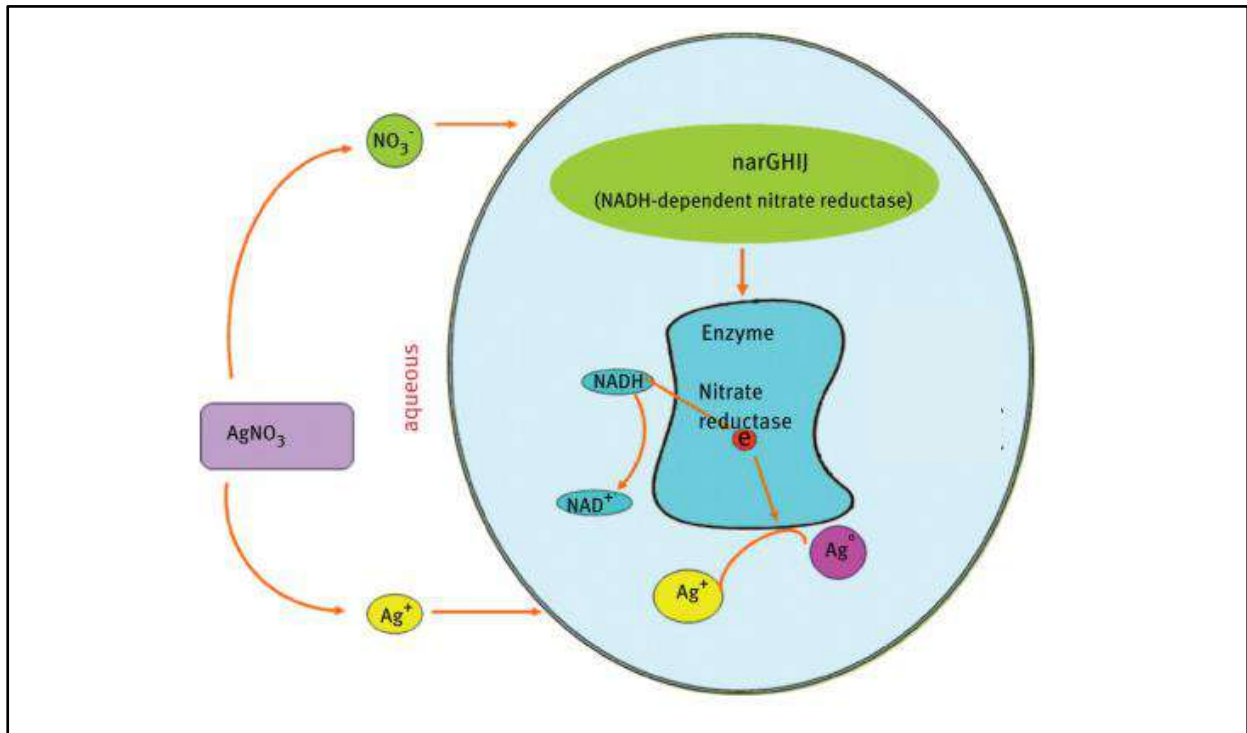 NO₃⁻
narGHIJ
(NADH-dependent nitrate reductase)
aqueous
AgNO₃
Enzyme
NADH
Nitrate
reductase
e
NAD⁺
Ag°
Ag⁺
Ag⁺